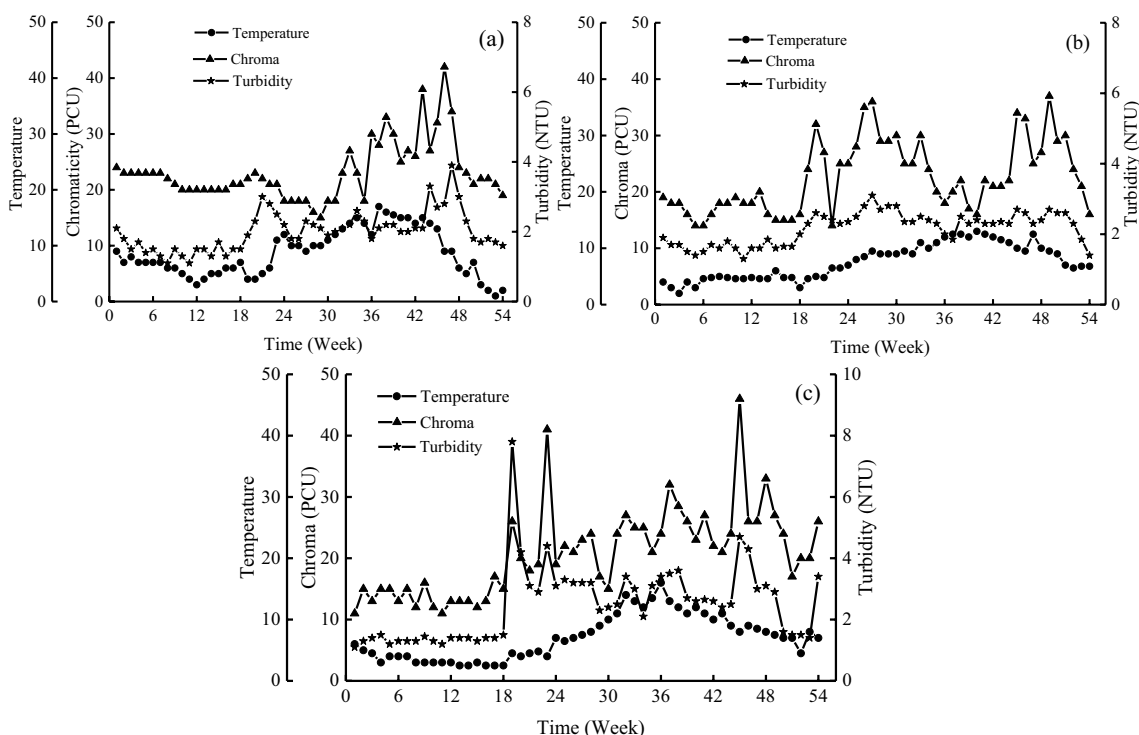 50
40
30
20
10
0
Temperature
50
40
30
20
10
0
Chromaticity (PCU)
Temperature
Chroma
Turbidity
(a)
8
6
4
2
0
Turbidity (NTU)
1 6 12 18 24 30 36 42 48 54
Time (Week)
50
40
30
20
10
0
Temperature
50
40
30
20
10
0
Chroma (PCU)
Temperature
Chroma
Turbidity
(b)
8
6
4
2
0
Turbidity (NTU)
0 6 12 18 24 30 36 42 48 54
Time (Week)
50
40
30
20
10
0
Temperature
50
40
30
20
10
0
Chroma (PCU)
Temperature
Chroma
Turbidity
(c)
10
8
6
4
2
0
Turbidity (NTU)
0 6 12 18 24 30 36 42 48 54
Time (Week)